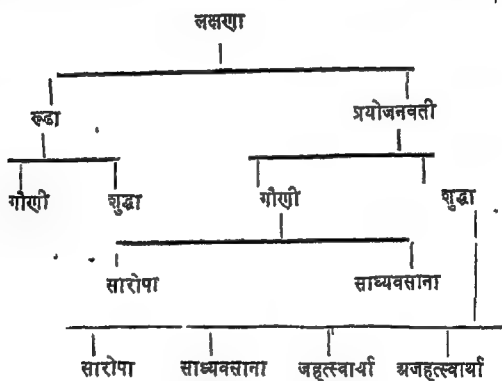 लक्षणा
रूढा प्रयोजनवती
गौणी शुद्धा गौणी शुद्धा
सारोपा साध्यवसाना
सारोपा साध्यवसाना जहत्स्वार्था अजहत्स्वार्था